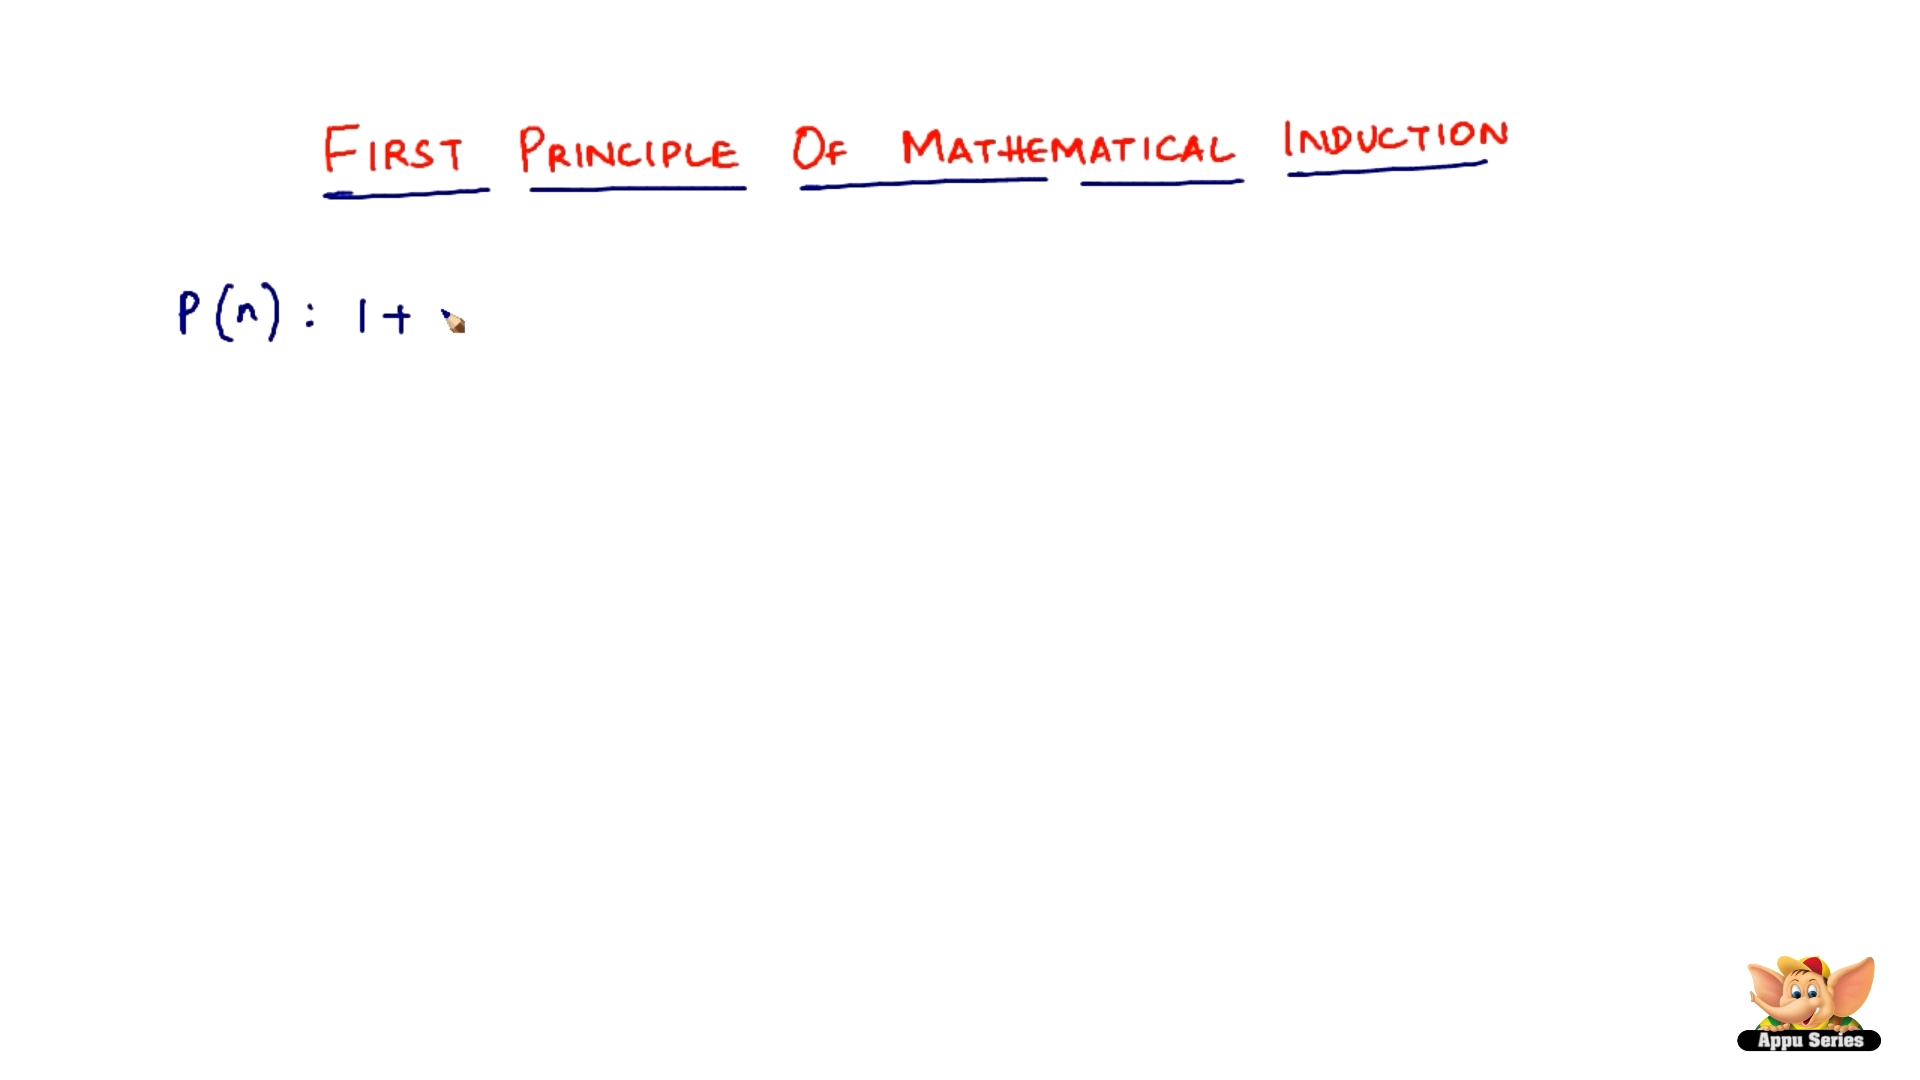 FIRST PRINCIPLE OF MATHEMATICAL INDUCTION
P(n): 1+
Appu Series